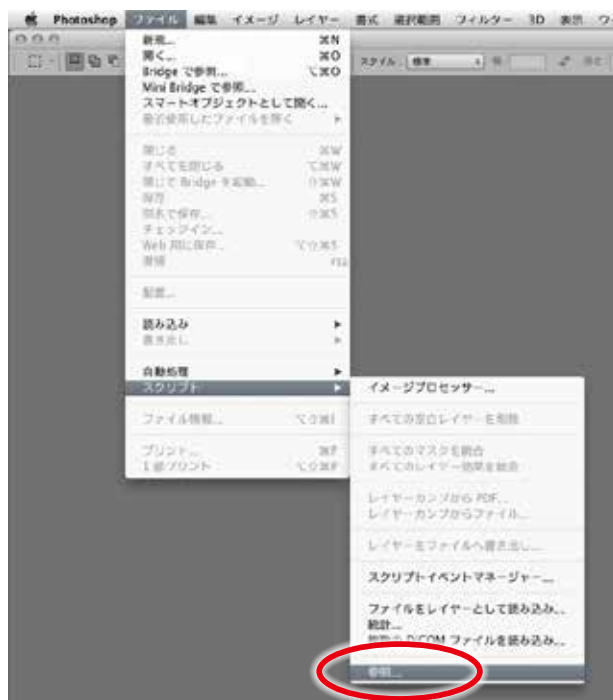 Photoshop ファイル 編集 イメージ レイヤー 書式 選択範囲 フィルター 3D 表示
スタイル: 標準
新規... ⌘N
開く... ⌘O
Bridge で参照... ⌥⌘O
Mini Bridge で参照...
スマートオブジェクトとして開く...
最近使用したファイルを開く
閉じる ⌘W
すべてを閉じる ⌥⌘W
閉じて Bridge を起動... ⇧⌘W
保存 ⌘S
別名で保存... ⇧⌘S
チェックイン...
Web 用に保存... ⌥⇧⌘S
復帰 F12
配置...
読み込み
書き出し
自動処理
スクリプト
ファイル情報... ⌥⇧⌘I
プリント... ⌘P
1 部プリント ⌥⇧⌘P
イメージプロセッサー...
すべての空白レイヤーを削除
すべてのマスクを統合
すべてのレイヤー効果を統合
レイヤーカンプから PDF...
レイヤーカンプからファイル...
レイヤーをファイルへ書き出し...
スクリプトイベントマネージャー...
ファイルをレイヤーとして読み込み...
統計...
複数の DICOM ファイルを読み込み...
参照...